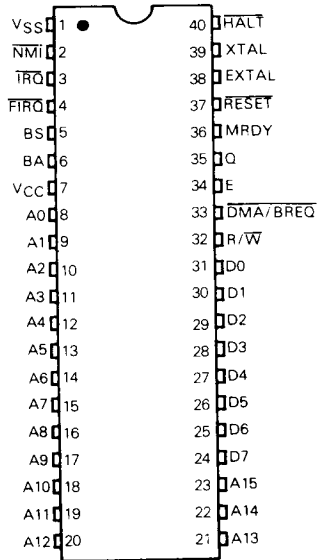 VSS 1 40 HALT
NMI 2 39 XTAL
IRQ 3 38 EXTAL
FIRQ 4 37 RESET
BS 5 36 MRDY
BA 6 35 Q
VCC 7 34 E
A0 8 33 DMA/BREQ
A1 9 32 R/W
A2 10 31 D0
A3 11 30 D1
A4 12 29 D2
A5 13 28 D3
A6 14 27 D4
A7 15 26 D5
A8 16 25 D6
A9 17 24 D7
A10 18 23 A15
A11 19 22 A14
A12 20 21 A13